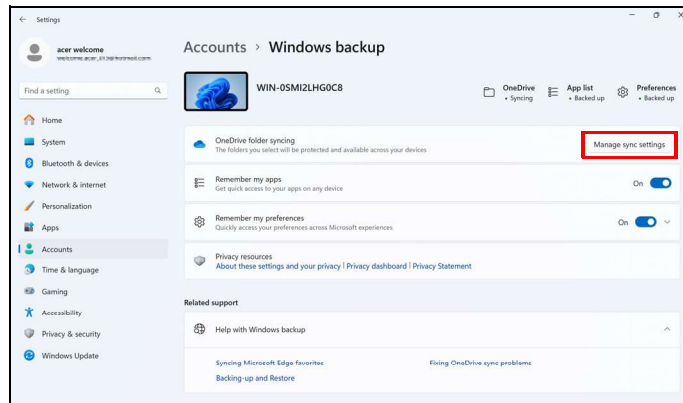 Settings
acer welcome
Find a setting
Home
System
Bluetooth & devices
Network & internet
Personalization
Apps
Accounts
Time & language
Gaming
Accessibility
Privacy & security
Windows Update
Accounts > Windows backup
WIN-0SMI2LHG0C8
OneDrive
• Syncing
App list
• Backed up
Preferences
• Backed up
OneDrive folder syncing
The folders you select will be protected and available across your devices
Manage sync settings
Remember my apps
Get quick access to your apps on any device
On
Remember my preferences
Quickly access your preferences across Microsoft experiences
On
Privacy resources
About these settings and your privacy | Privacy dashboard | Privacy Statement
Related support
Help with Windows backup
Syncing Microsoft Edge favorites
Fixing OneDrive sync problems
Backing-up and Restore